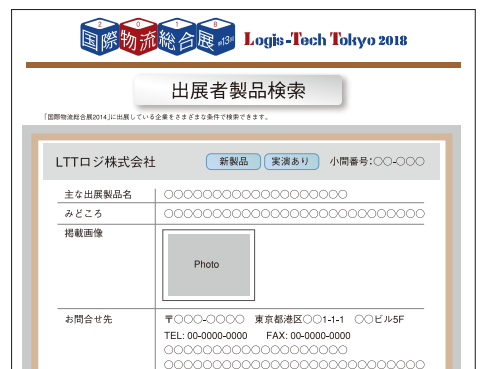 2 0 1 8
国際物流総合展 第13回 Logis-Tech Tokyo 2018
出展者製品検索
「国際物流総合展2014」に出展している企業をさまざまな条件で検索できます。
LTTロジ株式会社 新製品 実演あり 小間番号:○○-○○○
主な出展製品名 ○○○○○○○○○○○○○○○○○○○
みどころ ○○○○○○○○○○○○○○○○○○○○○○○○○○○
掲載画像
Photo
お問合せ先 〒○○○-○○○○ 東京都港区○○1-1-1 ○○ビル5F
TEL: 00-0000-0000 FAX: 00-0000-0000
○○○○○○○○○○○○○○○○○○○
○○○○○○○○○○○○○○○○○○○○○○○○○○○